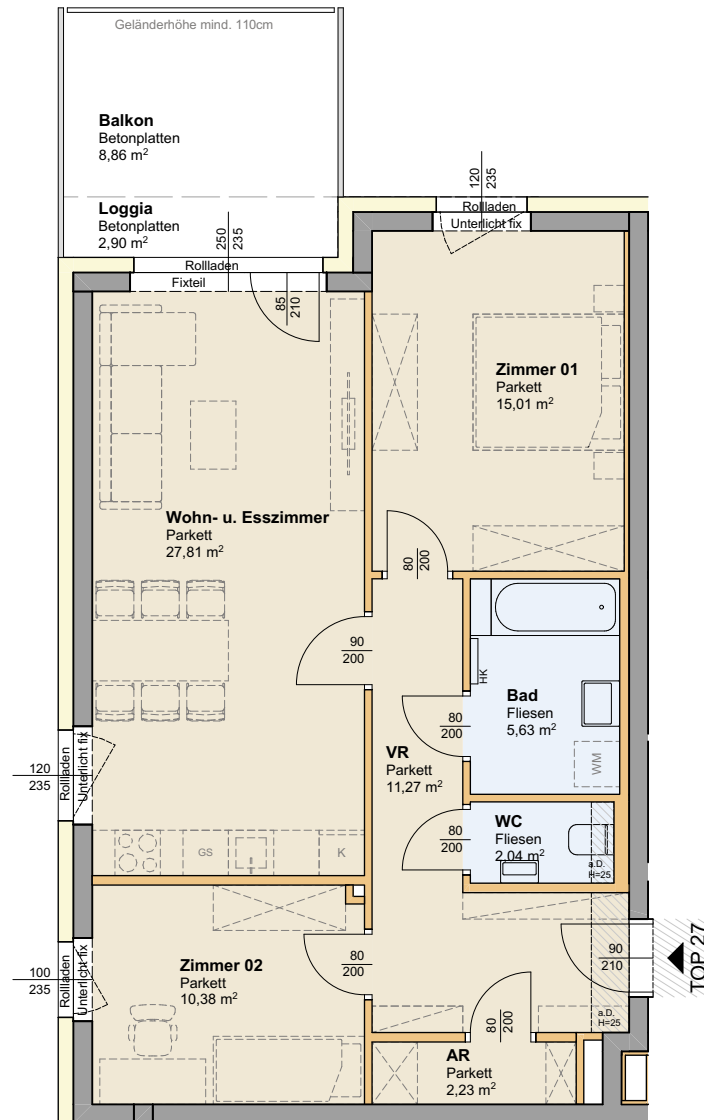 Geländerhöhe mind. 110cm
Balkon
Betonplatten
8,86 m²
Loggia
Betonplatten
2,90 m²
250
235
Rollladen
Fixteil
85
210
120
235
Rollladen
Unterlicht fix
Zimmer 01
Parkett
15,01 m²
Wohn- u. Esszimmer
Parkett
27,81 m²
80
200
90
200
HK
Bad
Fliesen
5,63 m²
WM
80
200
VR
Parkett
11,27 m²
120
235
Rollladen
Unterlicht fix
WC
Fliesen
2,04 m²
a.D.
H=25
80
200
GS
K
Zimmer 02
Parkett
10,38 m²
100
235
Rollladen
Unterlicht fix
80
200
90
210
TOP 27
a.D.
H=25
80
200
AR
Parkett
2,23 m²